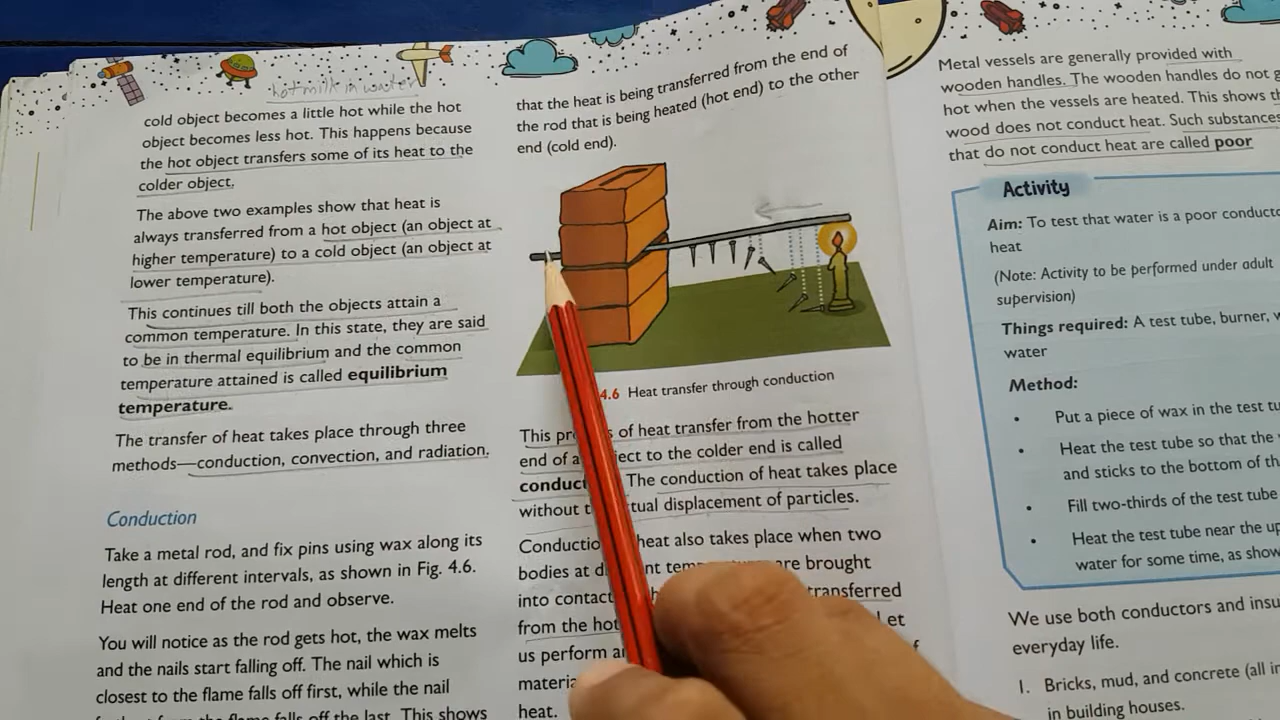 hot milk in water
cold object becomes a little hot while the hot
object becomes less hot. This happens because
the hot object transfers some of its heat to the
colder object.
The above two examples show that heat is
always transferred from a hot object (an object at
higher temperature) to a cold object (an object at
lower temperature).
This continues till both the objects attain a
common temperature. In this state, they are said
to be in thermal equilibrium and the common
temperature attained is called equilibrium
temperature.
The transfer of heat takes place through three
methods—conduction, convection, and radiation.
Conduction
Take a metal rod, and fix pins using wax along its
length at different intervals, as shown in Fig. 4.6.
Heat one end of the rod and observe.
You will notice as the rod gets hot, the wax melts
and the nails start falling off. The nail which is
closest to the flame falls off first, while the nail
the flame falls off the last. This shows
that the heat is being transferred from the end of
the rod that is being heated (hot end) to the other
end (cold end).
4.6 Heat transfer through conduction
This of heat transfer from the hotter
end of a to the colder end is called
The conduction of heat takes place
without displacement of particles.
heat also takes place when two
bodies at are brought
into contact transferred
from the hot
us perform
heat.
Metal vessels are generally provided with
wooden handles. The wooden handles do not
hot when the vessels are heated. This shows
wood does not conduct heat. Such substances
that do not conduct heat are called poor
Activity
Aim: To test that water is a poor
heat
(Note: Activity to be performed under adult
supervision)
Things required: A test tube, burner,
water
Method:
• Put a piece of wax in the test
• Heat the test tube so that the
and sticks to the bottom of
• Fill two-thirds of the test tube
• Heat the test tube near the
water for some time, as
We use both conductors and
everyday life.
1. Bricks, mud, and concrete (all
in building houses.